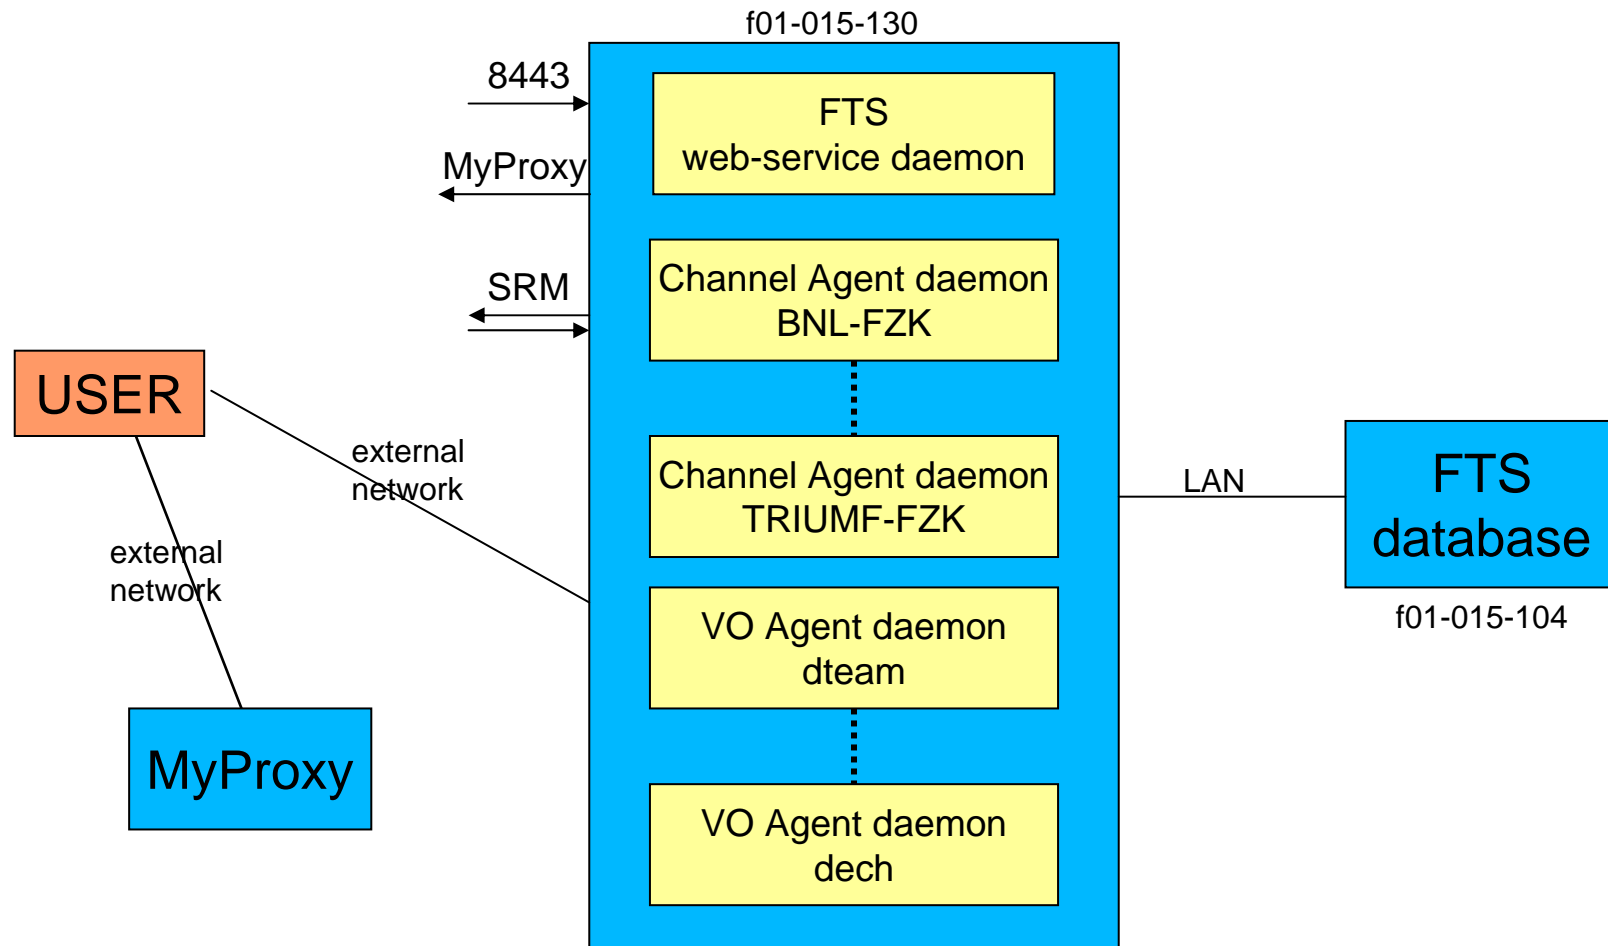 f01-015-130
8443
FTS
web-service daemon
MyProxy
Channel Agent daemon
BNL-FZK
SRM
USER
external
network
Channel Agent daemon
TRIUMF-FZK
LAN
FTS
database
f01-015-104
external
network
VO Agent daemon
dteam
MyProxy
VO Agent daemon
dech